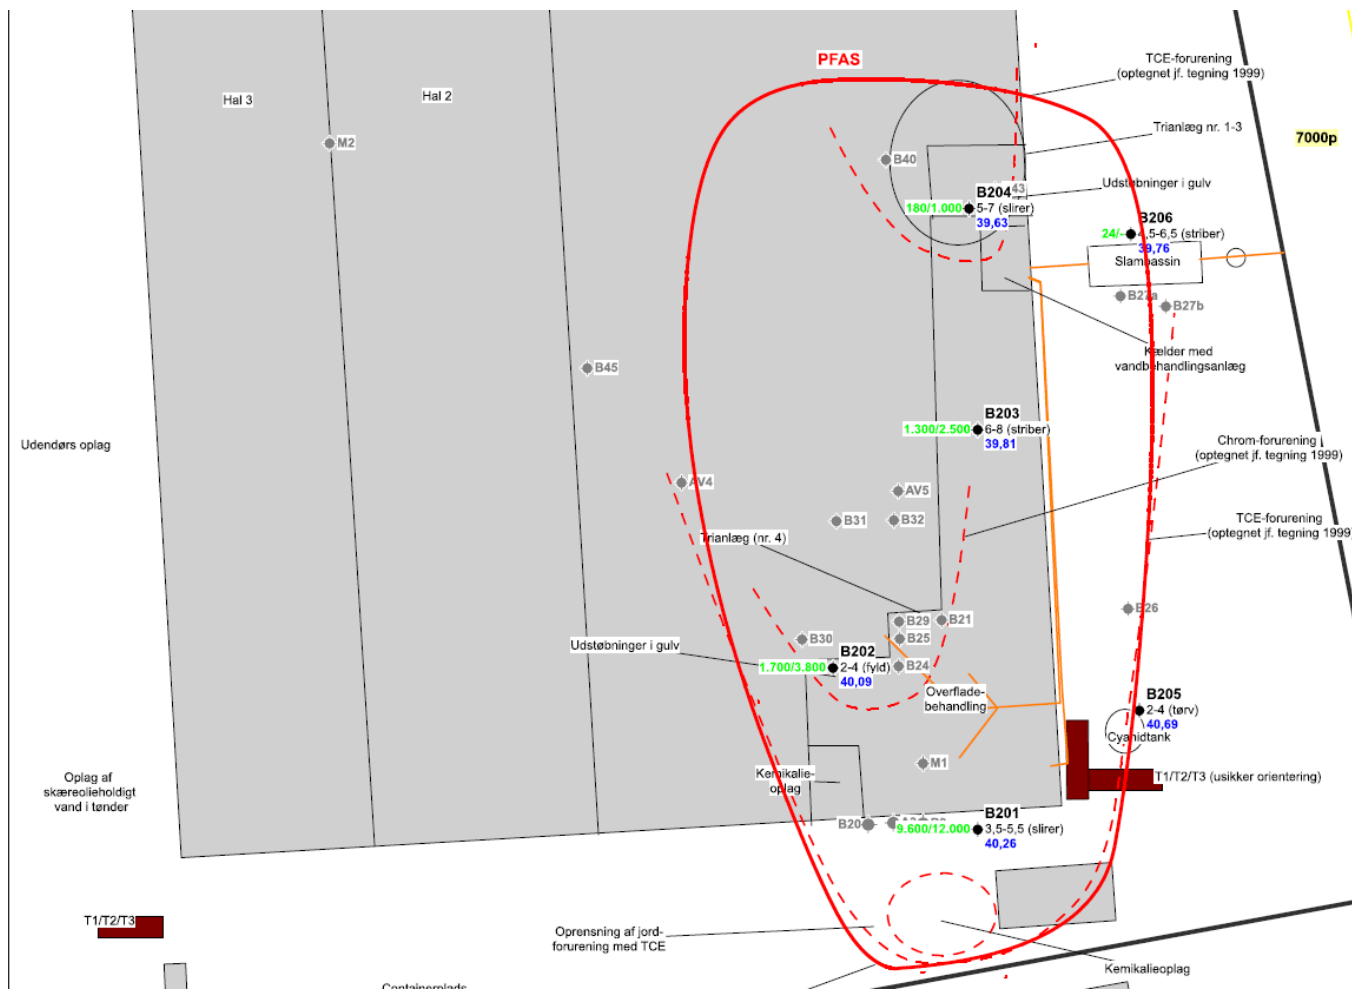 PFAS
TCE-forurening
(optegnet jf. tegning 1999)
Hal 3
Hal 2
Trianlæg nr. 1-3
7000p
M2
B40
43
Udstøbninger i gulv
B204
180/1.000
5-7 (slirer)
39,63
B206
24/-
4,5-6,5 (striber)
39,76
Slambassin
B27a
B27b
Kælder med
vandbehandlingsanlæg
B45
B203
1.300/2.500
6-8 (striber)
39,81
Udendørs oplag
Chrom-forurening
(optegnet jf. tegning 1999)
AV4
AV5
B31
B32
TCE-forurening
(optegnet jf. tegning 1999)
Trianlæg (nr. 4)
B26
B29
B21
B30
B25
Udstøbninger i gulv
B202
1.700/3.800
2-4 (fyld)
40,09
B24
Overflade-
behandling
B205
2-4 (tørv)
40,69
Cyanidtank
M1
Kemikalie-
oplag
T1/T2/T3 (usikker orientering)
Oplag af
skæreolieholdigt
vand i tønder
B201
B20
9.600/12.000
3,5-5,5 (slirer)
40,26
T1/T2/T3
Oprensning af jord-
forurening med TCE
Kemikalieoplag
Containerplads